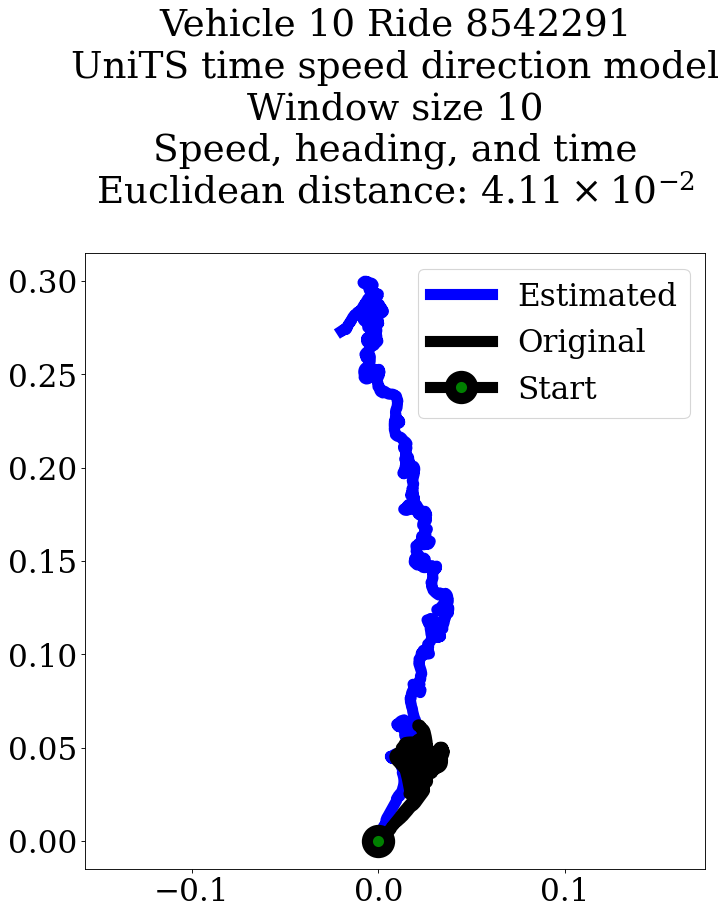 Vehicle 10 Ride 8542291
UniTS time speed direction model
Window size 10
Speed, heading, and time
Euclidean distance: 4.11 × 10⁻²
0.30
0.25
0.20
0.15
0.10
0.05
0.00
−0.1
0.0
0.1
Estimated
Original
Start